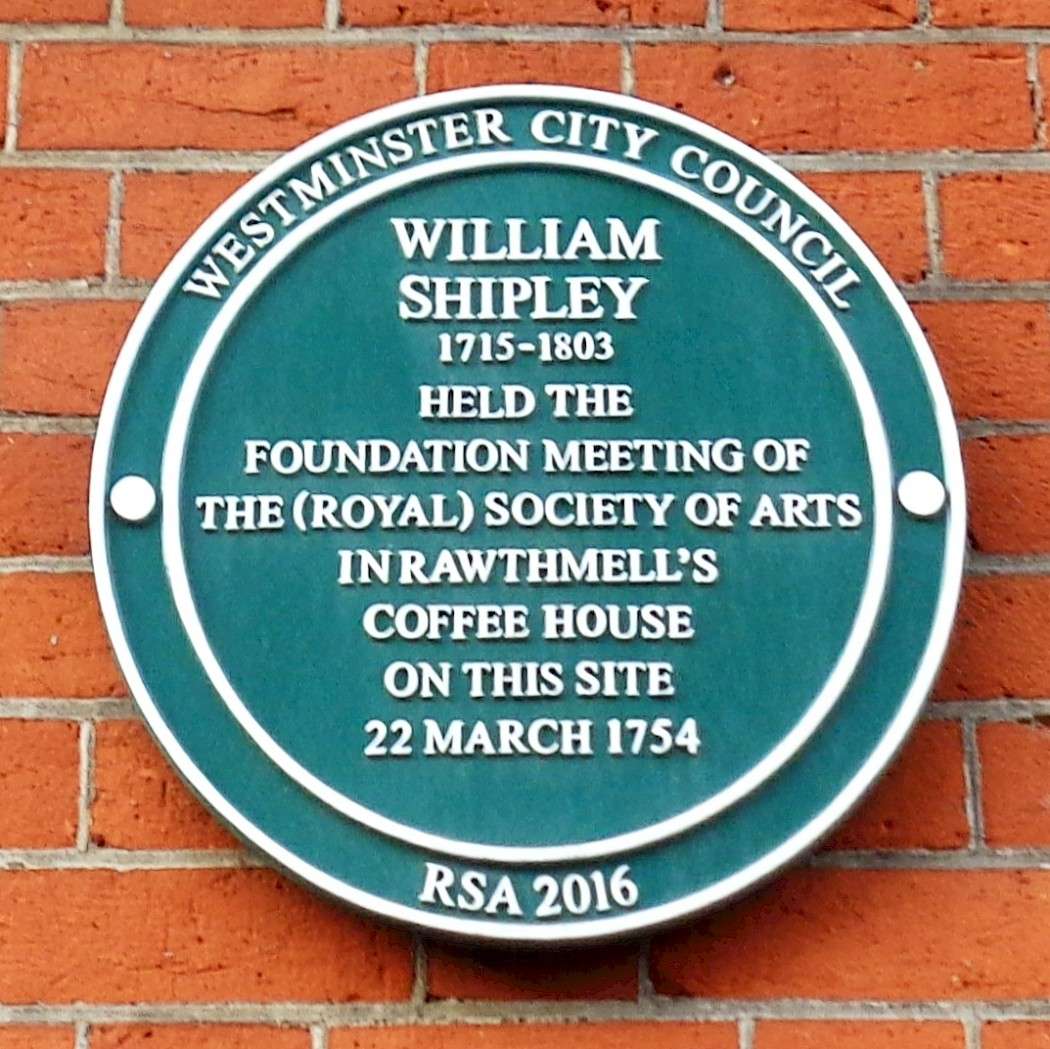 WESTMINSTER CITY COUNCIL
WILLIAM
SHIPLEY
1715-1803
HELD THE
FOUNDATION MEETING OF
THE (ROYAL) SOCIETY OF ARTS
IN RAWTHMELL'S
COFFEE HOUSE
ON THIS SITE
22 MARCH 1754
RSA 2016